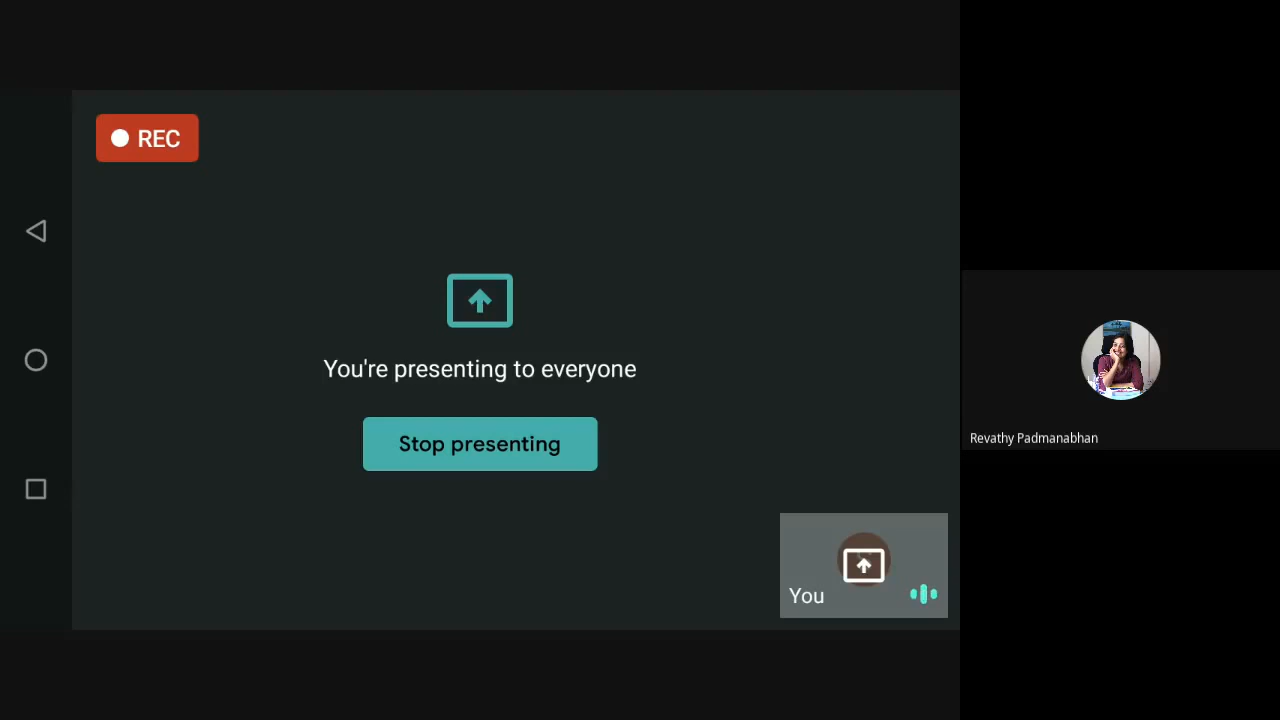 REC
You're presenting to everyone
Stop presenting
You
Revathy Padmanabhan